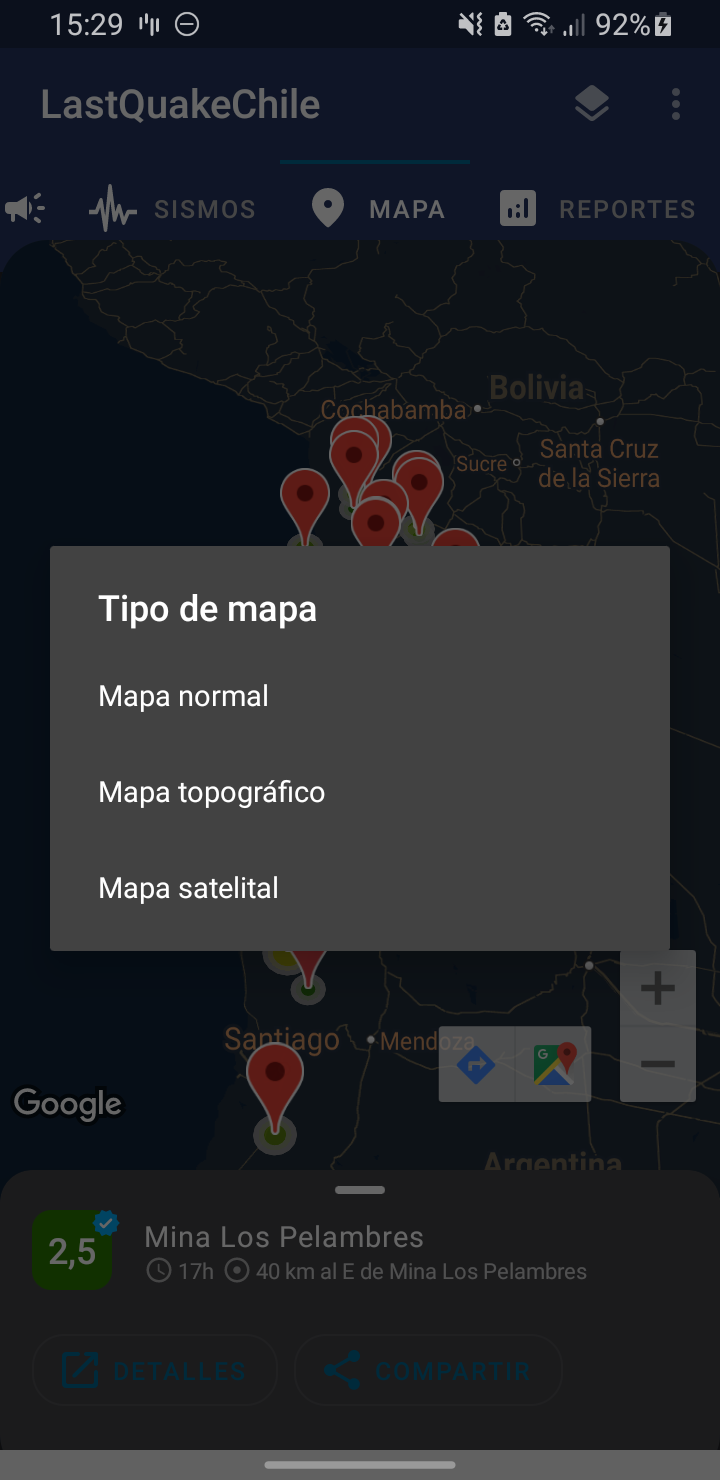 15:29
92%
LastQuakeChile
SISMOS
MAPA
REPORTES
Bolivia
Cochabamba
Santa Cruz
de la Sierra
Sucre
Tipo de mapa
Mapa normal
Mapa topográfico
Mapa satelital
Santiago
Mendoza
G
Google
Argentina
2,5
Mina Los Pelambres
17h
40 km al E de Mina Los Pelambres
DETALLES
COMPARTIR